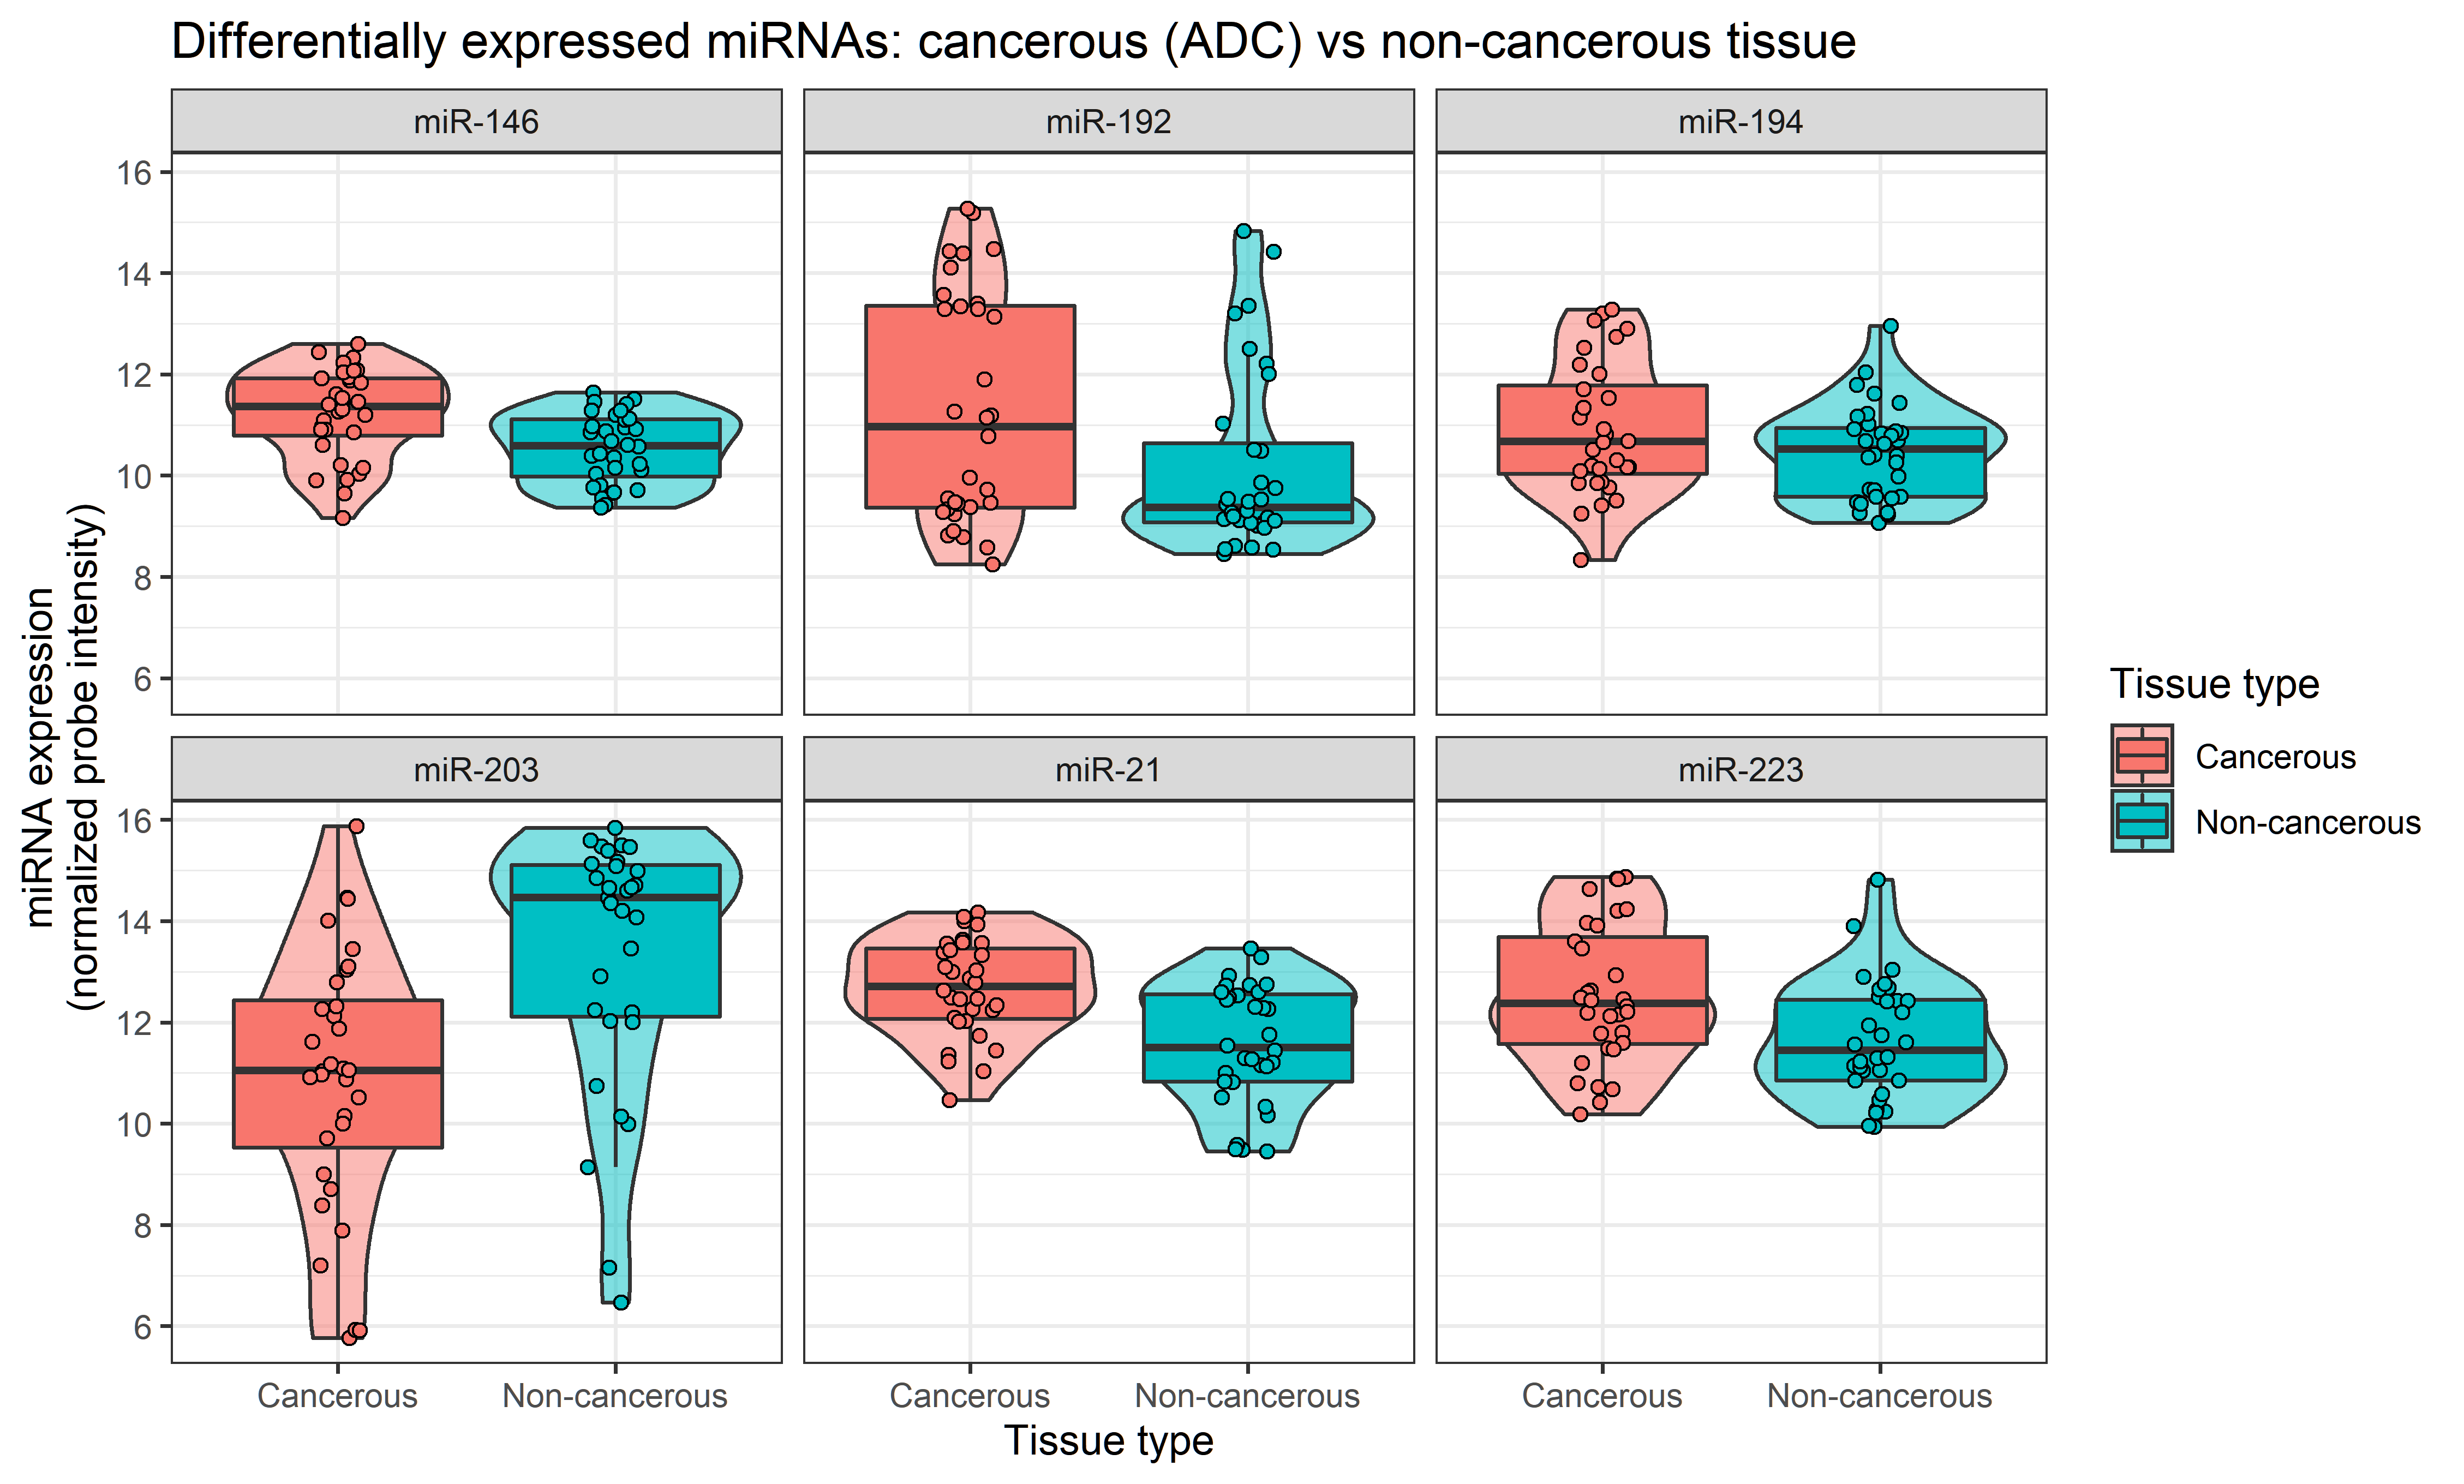 Differentially expressed miRNAs: cancerous (ADC) vs non-cancerous tissue
miR-146
miR-192
miR-194
16
14
12
10
8
6
miR-203
miR-21
miR-223
16
14
12
10
8
6
miRNA expression
(normalized probe intensity)
Cancerous
Non-cancerous
Cancerous
Non-cancerous
Cancerous
Non-cancerous
Tissue type
Tissue type
Cancerous
Non-cancerous